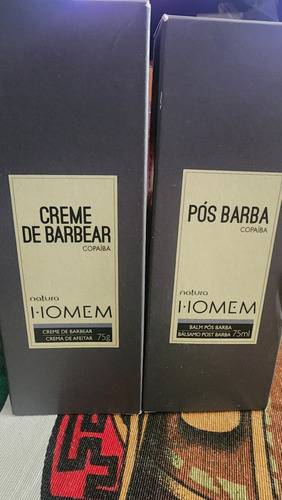 CREME
DE BARBEAR
COPAÍBA
natura
HOMEM
CREME DE BARBEAR
CREMA DE AFEITAR 75g
PÓS BARBA
COPAÍBA
natura
HOMEM
BALM PÓS BARBA
BÁLSAMO POST BARBA 75ml